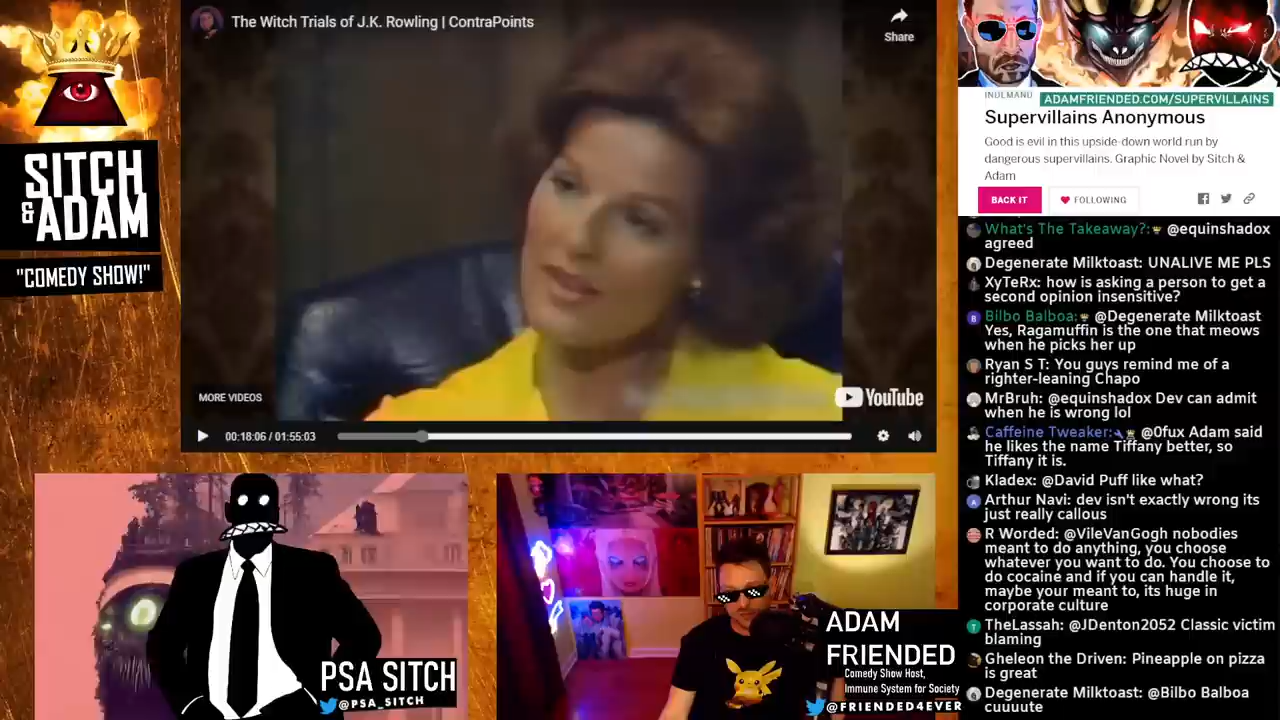 The Witch Trials of J.K. Rowling | ContraPoints
Share
MORE VIDEOS
YouTube
00:18:06 / 01:55:03
SITCH
& ADAM
"COMEDY SHOW!"
INDEMAND
ADAMFRIENDED.COM/SUPERVILLAINS
Supervillains Anonymous
Good is evil in this upside-down world run by
dangerous supervillains. Graphic Novel by Sitch &
Adam
BACK IT
FOLLOWING
What's The Takeaway?: @equinshadox
agreed
Degenerate Milktoast: UNALIVE ME PLS
XyTeRx: how is asking a person to get a
second opinion insensitive?
Bilbo Balboa: @Degenerate Milktoast
Yes, Ragamuffin is the one that meows
when he picks her up
Ryan S T: You guys remind me of a
righter-leaning Chapo
MrBruh: @equinshadox Dev can admit
when he is wrong lol
Caffeine Tweaker: @0fux Adam said
he likes the name Tiffany better, so
Tiffany it is.
Kladex: @David Puff like what?
Arthur Navi: dev isn't exactly wrong its
just really callous
R Worded: @VileVanGogh nobodies
meant to do anything, you choose
whatever you want to do. You choose to
do cocaine and if you can handle it,
maybe your meant to, its huge in
corporate culture
TheLassah: @JDenton2052 Classic victim
blaming
Gheleon the Driven: Pineapple on pizza
is great
Degenerate Milktoast: @Bilbo Balboa
cuuuute
PSA SITCH
@PSA_SITCH
ADAM
FRIENDED
Comedy Show Host,
Immune System for Society
@FRIENDED4EVER